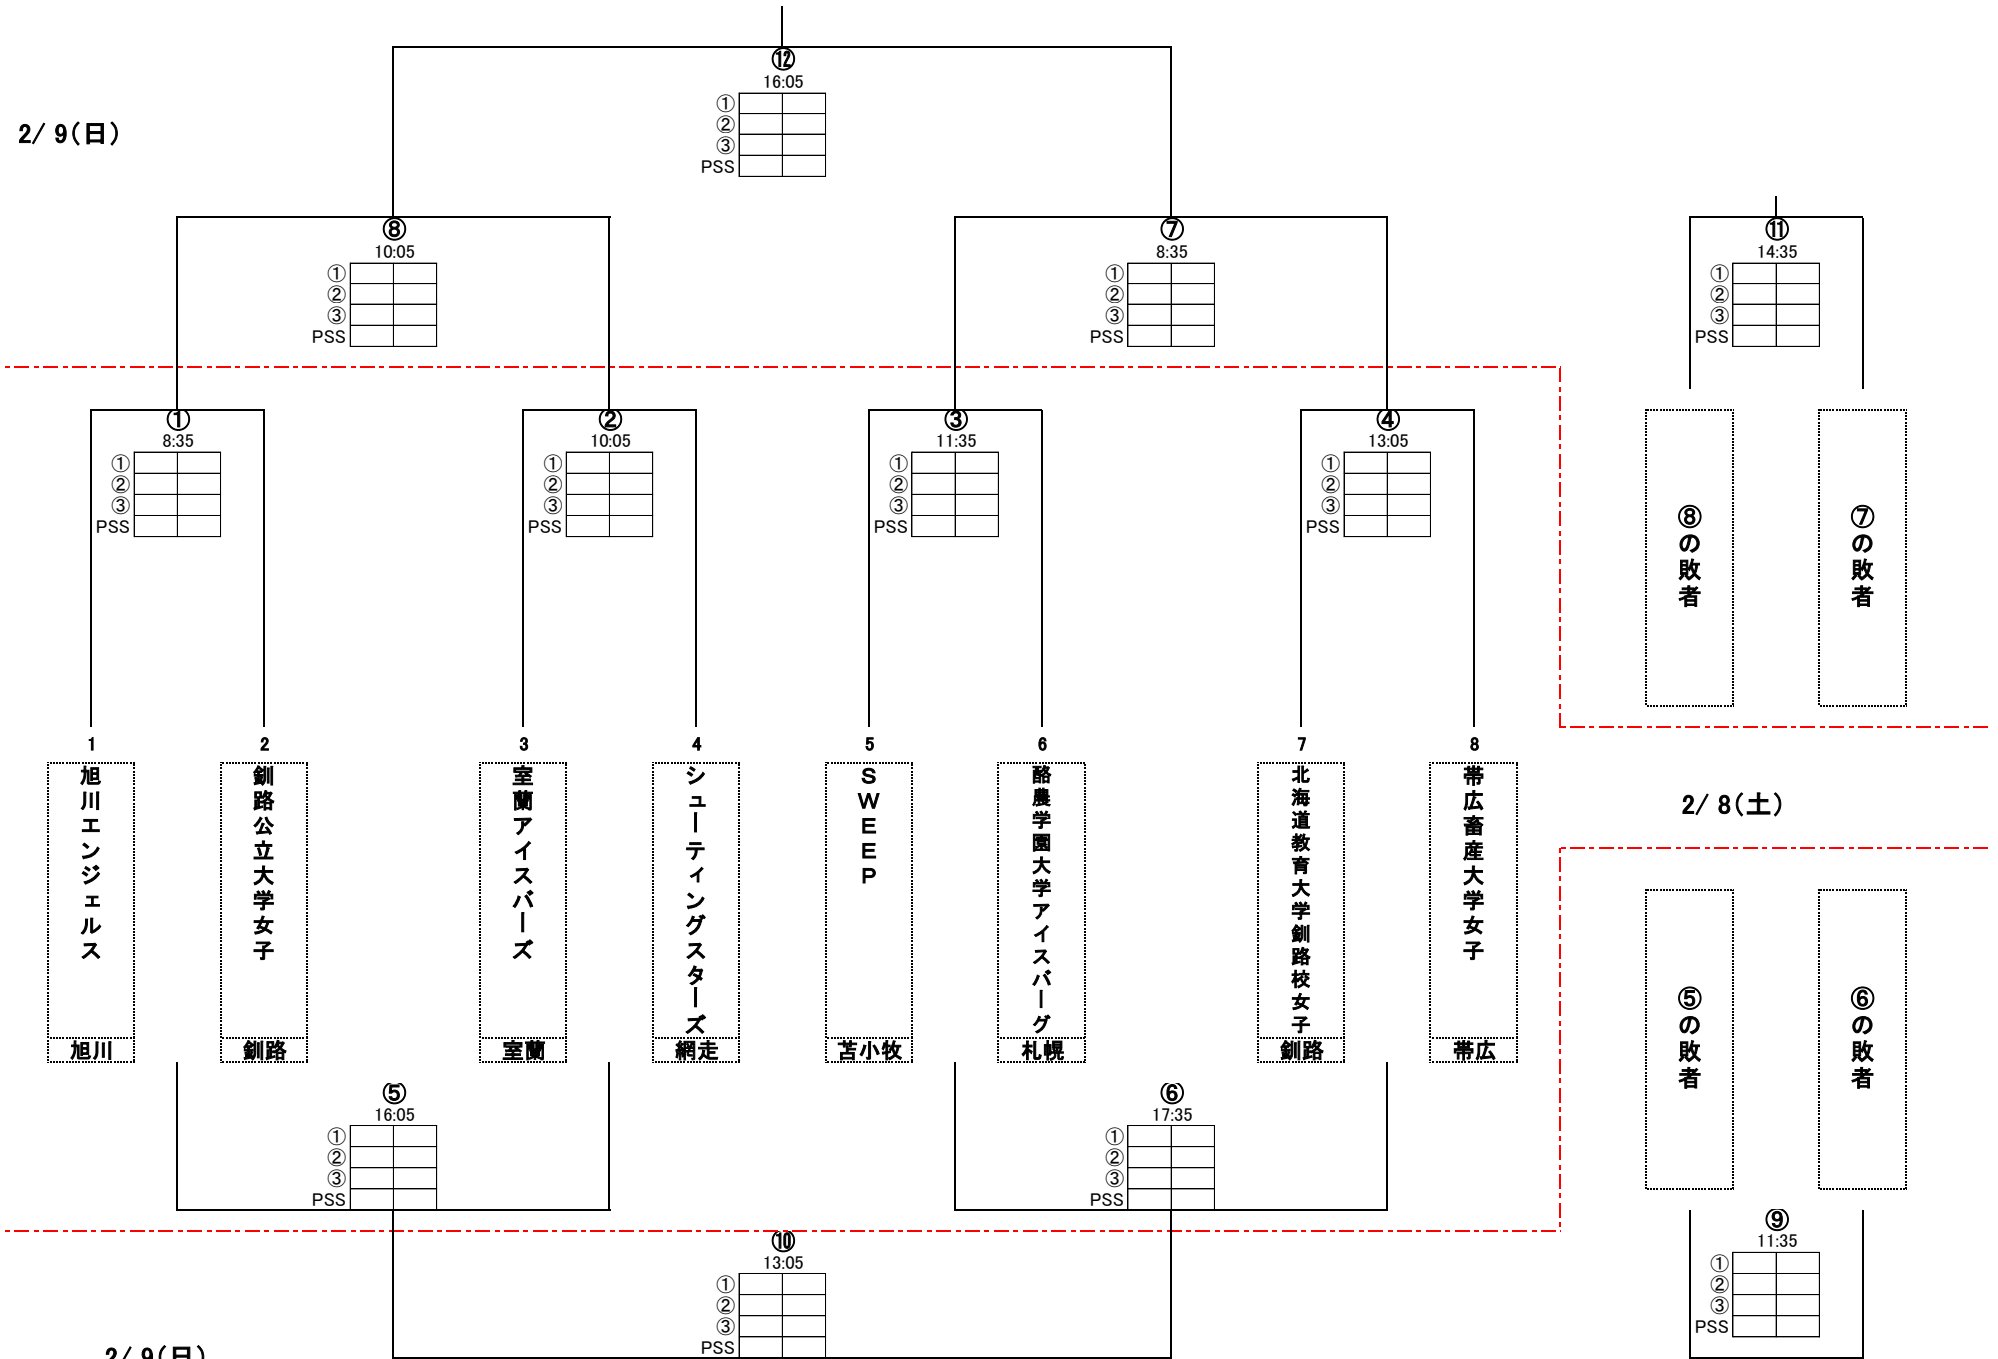 ⑫
16:05
①
②
③
PSS
2/ 9(日)
⑧
10:05
①
②
③
PSS
⑦
8:35
①
②
③
PSS
⑪
14:35
①
②
③
PSS
①
8:35
①
②
③
PSS
②
10:05
①
②
③
PSS
③
11:35
①
②
③
PSS
④
13:05
①
②
③
PSS
⑧の敗者
⑦の敗者
1
2
3
4
5
6
7
8
旭川エンジェルス
釧路公立大学女子
室蘭アイスバーズ
シューティングスターズ
SWEEP
酪農学園大学アイスバーグ
北海道教育大学釧路校女子
帯広畜産大学女子
2/ 8(土)
旭川
釧路
室蘭
網走
苫小牧
札幌
釧路
帯広
⑤の敗者
⑥の敗者
⑤
16:05
①
②
③
PSS
⑥
17:35
①
②
③
PSS
⑨
11:35
①
②
③
PSS
⑩
13:05
①
②
③
PSS
2/ 9(日)